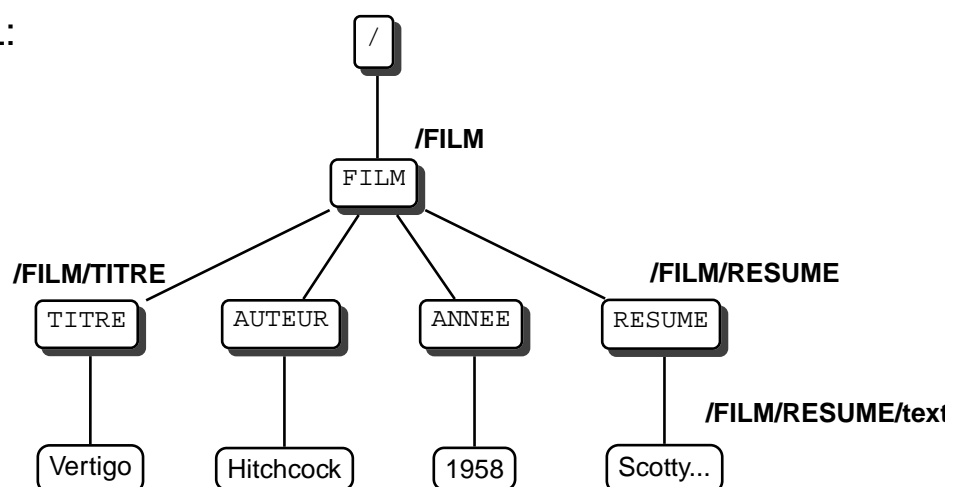 .:
/
/FILM
FILM
/FILM/TITRE /FILM/RESUME
TITRE AUTEUR ANNEE RESUME
/FILM/RESUME/text
Vertigo Hitchcock 1958 Scotty...